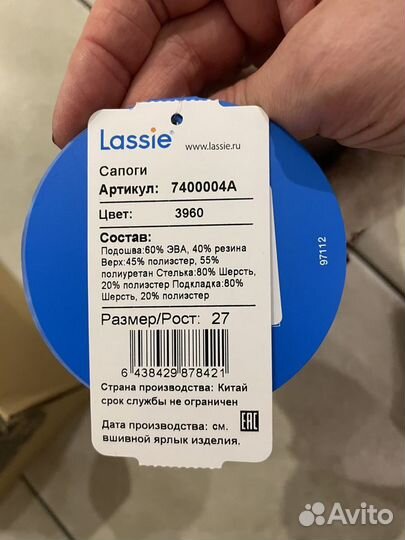 Lassie®
www.lassie.ru
Сапоги
Артикул: 7400004A
Цвет: 3960
Состав:
Подошва:60% ЭВА, 40% резина
Верх:45% полиэстер, 55%
полиуретан Стелька:80% Шерсть,
20% полиэстер Подкладка:80%
Шерсть, 20% полиэстер
Размер/Рост: 27
6 438429 878421
Страна производства: Китай
срок службы не ограничен
Дата производства: см.
вшивной ярлык изделия.
EAC
97112
Avito